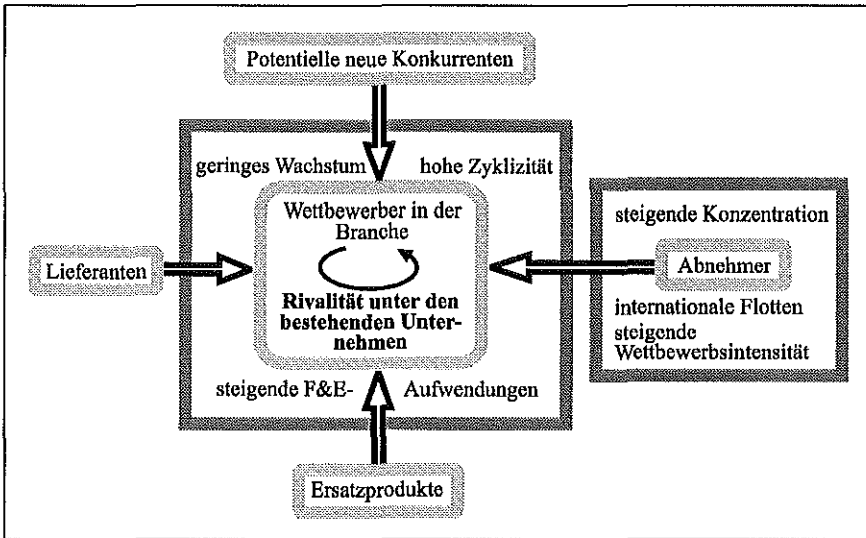 Potentielle neue Konkurrenten
geringes Wachstum
hohe Zyklizität
Wettbewerber in der
Branche
Rivalität unter den
bestehenden Unter-
nehmen
Lieferanten
steigende Konzentration
Abnehmer
internationale Flotten
steigende
Wettbewerbsintensität
steigende F&E-
Aufwendungen
Ersatzprodukte